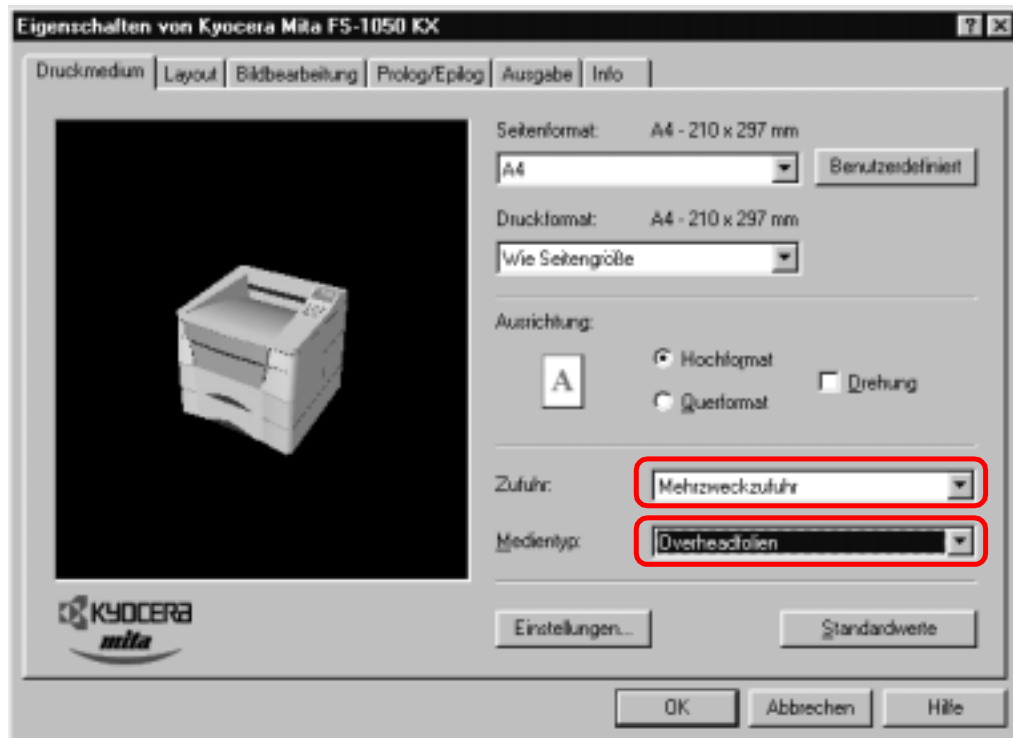 Eigenschaften von Kyocera Mita FS-1050 KX
Druckmedium Layout Bildbearbeitung Prolog/Epilog Ausgabe Info
Seitenformat: A4 - 210 x 297 mm
A4 Benutzerdefiniert
Druckformat: A4 - 210 x 297 mm
Wie Seitengröße
Ausrichtung:
A
Hochformat
Querformat
Drehung
Zufuhr: Mehrzweckzufuhr
Medientyp: Overheadfolien
KYOCERA
mita
Einstellungen... Standardwerte
OK Abbrechen Hilfe